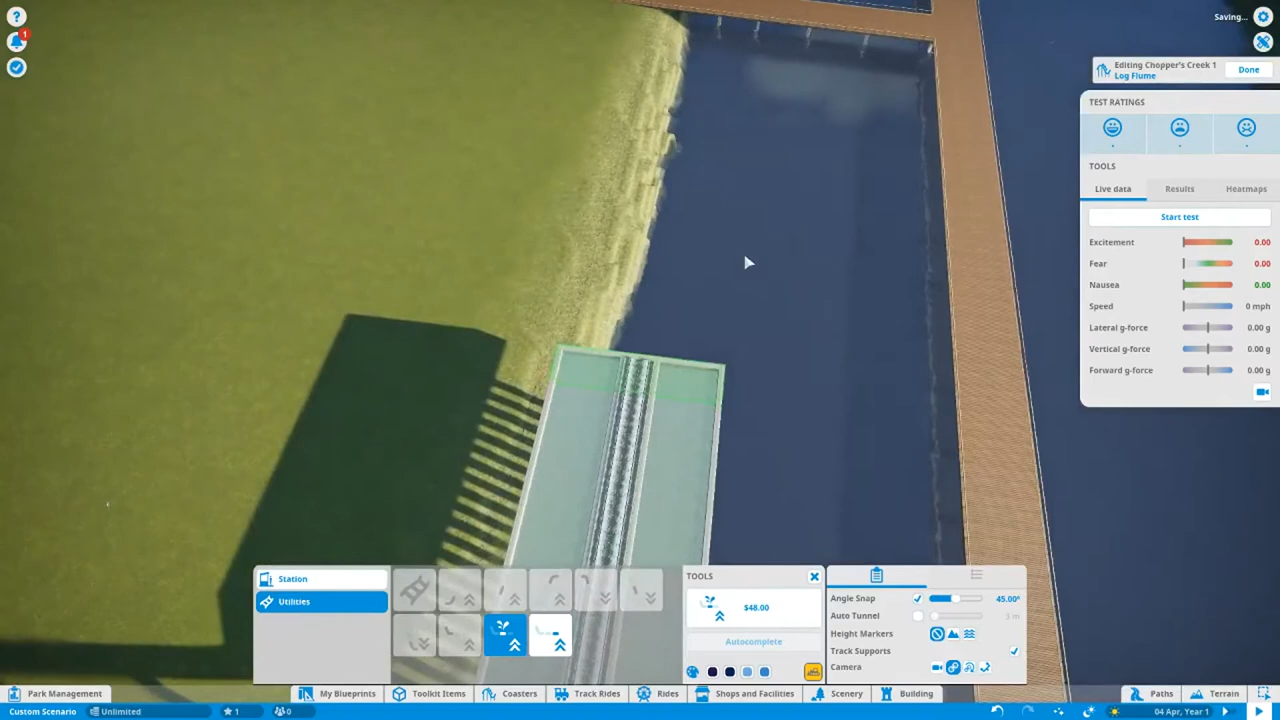 Saving...
1
Editing Chopper's Creek 1
Log Flume
Done
TEST RATINGS
TOOLS
Live data
Results
Heatmaps
Start test
Excitement 0.00
Fear 0.00
Nausea 0.00
Speed 0 mph
Lateral g-force 0.00 g
Vertical g-force 0.00 g
Forward g-force 0.00 g
Station
Utilities
TOOLS
$48.00
Autocomplete
Angle Snap 45.00°
Auto Tunnel 3 m
Height Markers
Track Supports
Camera
Park Management
My Blueprints
Toolkit Items
Coasters
Track Rides
Rides
Shops and Facilities
Scenery
Building
Paths
Terrain
Custom Scenario
Unlimited
1
0
04 Apr, Year 1